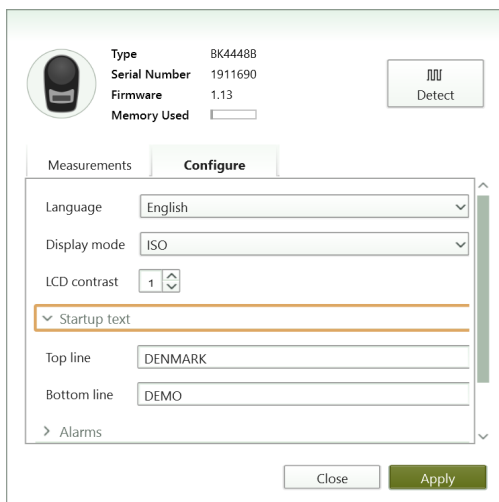 Type BK4448B
Serial Number 1911690
Firmware 1.13
Memory Used
Detect
Measurements Configure
Language English
Display mode ISO
LCD contrast 1
Startup text
Top line DENMARK
Bottom line DEMO
Alarms
Close Apply